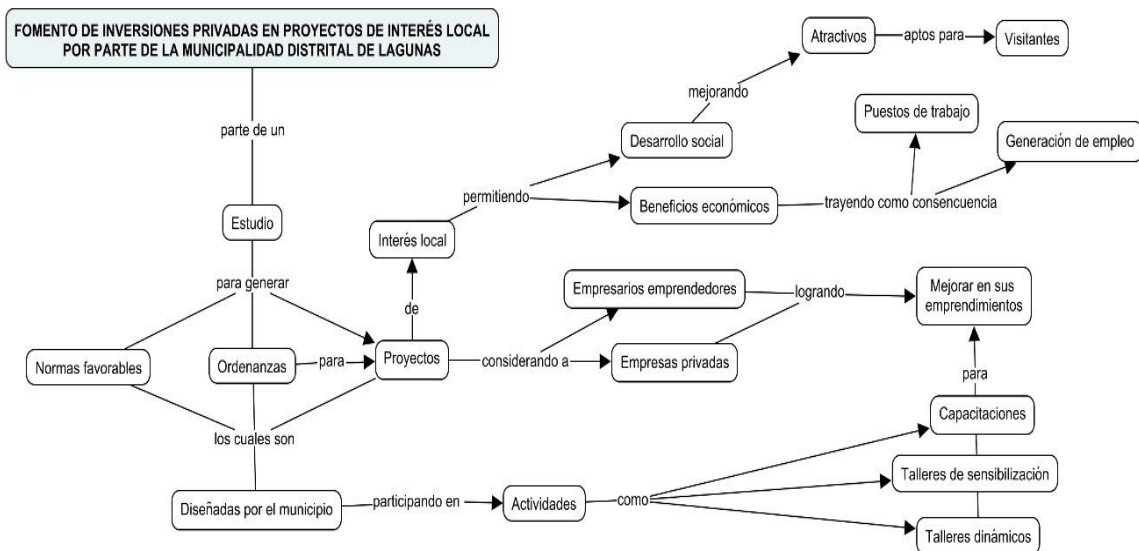 FOMENTO DE INVERSIONES PRIVADAS EN PROYECTOS DE INTERÉS LOCAL
POR PARTE DE LA MUNICIPALIDAD DISTRITAL DE LAGUNAS
Atractivos
aptos para
Visitantes
mejorando
parte de un
Puestos de trabajo
Desarrollo social
Generación de empleo
permitiendo
Beneficios económicos
trayendo como consencuencia
Estudio
Interés local
para generar
Empresarios emprendedores
logrando
Mejorar en sus
emprendimientos
de
Normas favorables
Ordenanzas
para
Proyectos
considerando a
Empresas privadas
para
Capacitaciones
los cuales son
Talleres de sensibilización
Diseñadas por el municipio
participando en
Actividades
como
Talleres dinámicos